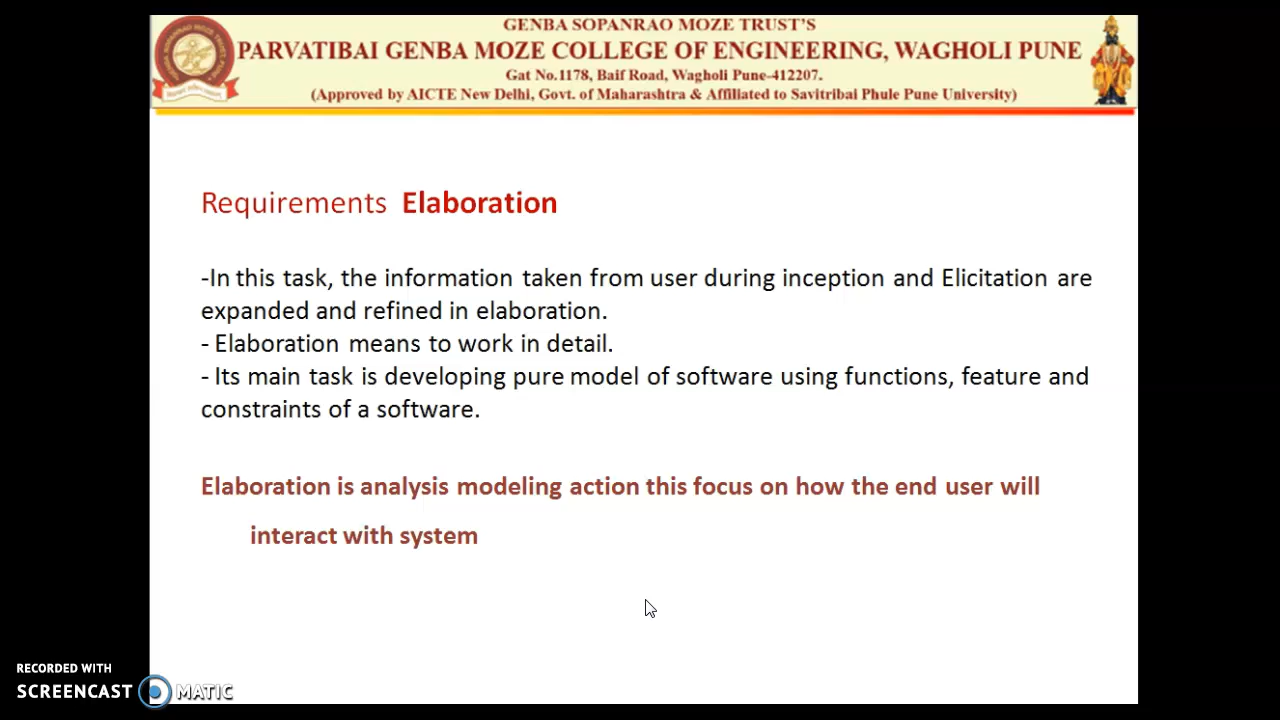 GENBA SOPANRAO MOZE TRUST'S
PARVATIBAI GENBA MOZE COLLEGE OF ENGINEERING, WAGHOLI PUNE
Gat No.1178, Baif Road, Wagholi Pune-412207.
(Approved by AICTE New Delhi, Govt. of Maharashtra & Affiliated to Savitribai Phule Pune University)
Requirements Elaboration
-In this task, the information taken from user during inception and Elicitation are
expanded and refined in elaboration.
- Elaboration means to work in detail.
- Its main task is developing pure model of software using functions, feature and
constraints of a software.
Elaboration is analysis modeling action this focus on how the end user will
interact with system
RECORDED WITH
SCREENCAST MATIC